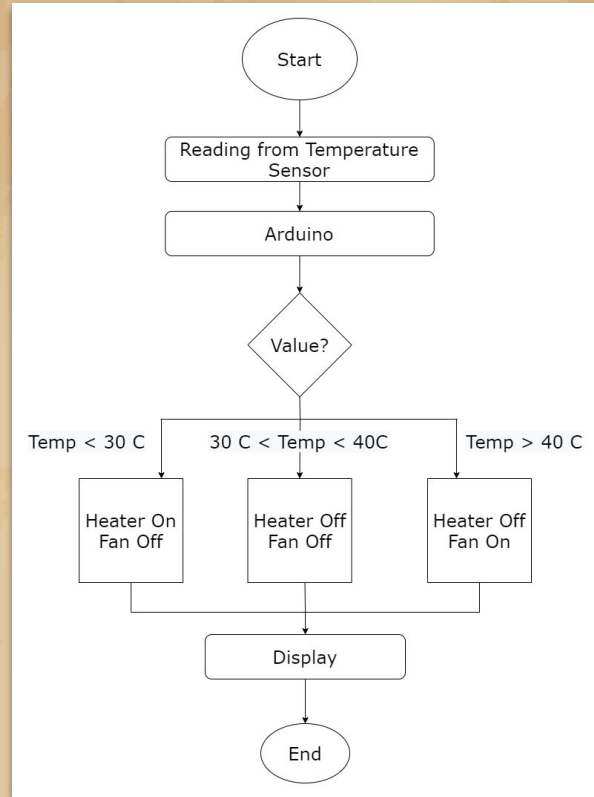 Start
Reading from Temperature
Sensor
Arduino
Value?
Temp < 30 C
30 C < Temp < 40C
Temp > 40 C
Heater On
Fan Off
Heater Off
Fan Off
Heater Off
Fan On
Display
End